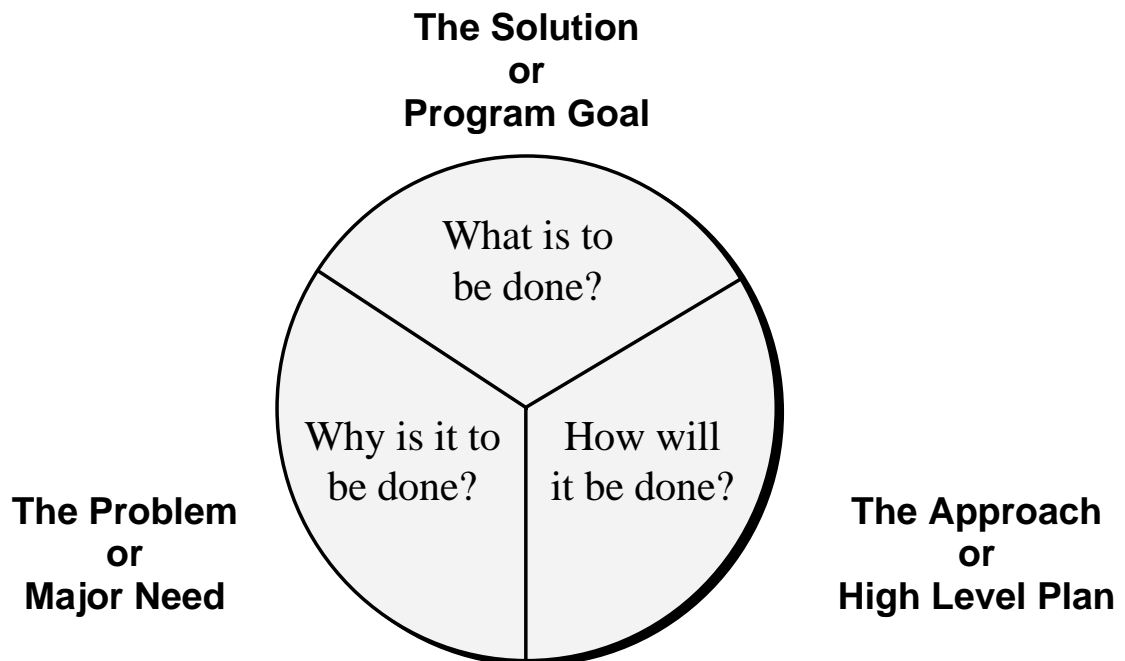 The Solution
or
Program Goal
What is to
be done?
Why is it to
be done?
How will
it be done?
The Problem
or
Major Need
The Approach
or
High Level Plan